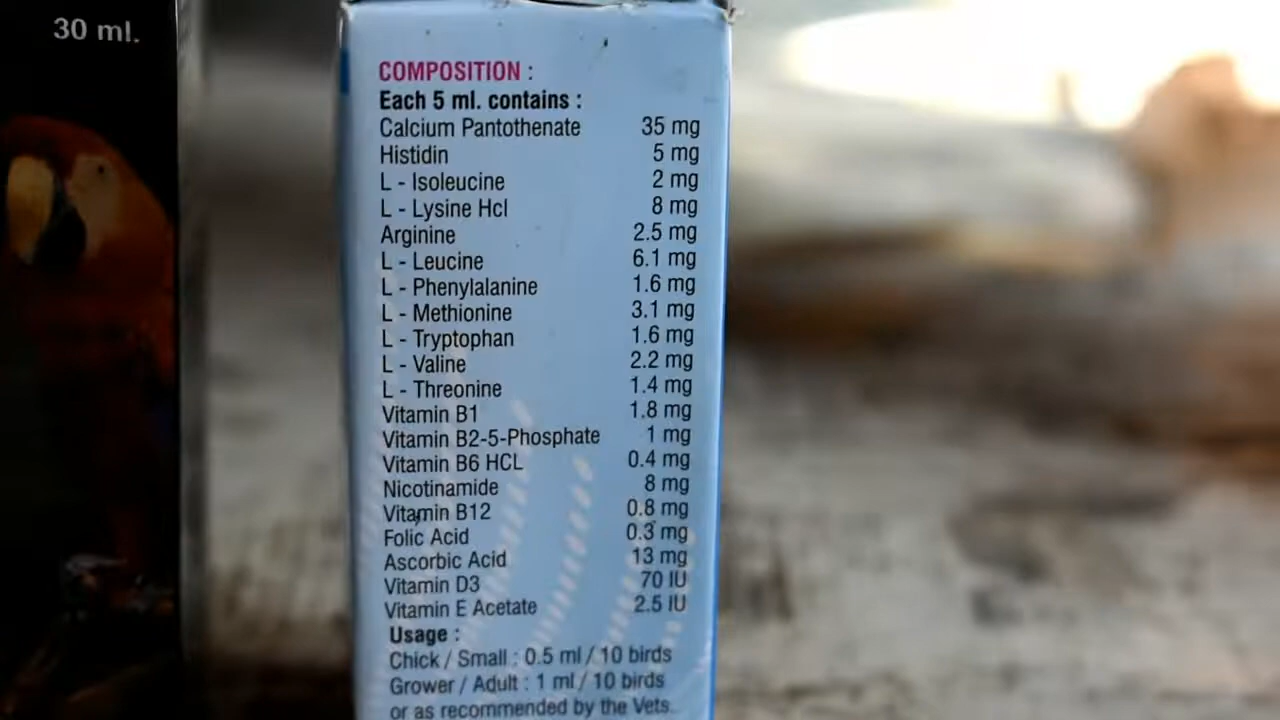 30 ml.
COMPOSITION :
Each 5 ml. contains :
Calcium Pantothenate 35 mg
Histidin 5 mg
L - Isoleucine 2 mg
L - Lysine Hcl 8 mg
Arginine 2.5 mg
L - Leucine 6.1 mg
L - Phenylalanine 1.6 mg
L - Methionine 3.1 mg
L - Tryptophan 1.6 mg
L - Valine 2.2 mg
L - Threonine 1.4 mg
Vitamin B1 1.8 mg
Vitamin B2-5-Phosphate 1 mg
Vitamin B6 HCL 0.4 mg
Nicotinamide 8 mg
Vitamin B12 0.8 mg
Folic Acid 0.3 mg
Ascorbic Acid 13 mg
Vitamin D3 70 IU
Vitamin E Acetate 2.5 IU
Usage :
Chick / Small : 0.5 ml / 10 birds
Grower / Adult : 1 ml / 10 birds
or as recommended by the Vets.